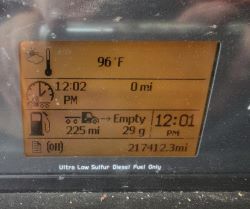 96°F
12:02 PM 0 mi
→ Empty
225 mi 29 g
12:01 PM
217412.3mi
Ultra Low Sulfur Diesel Fuel Only